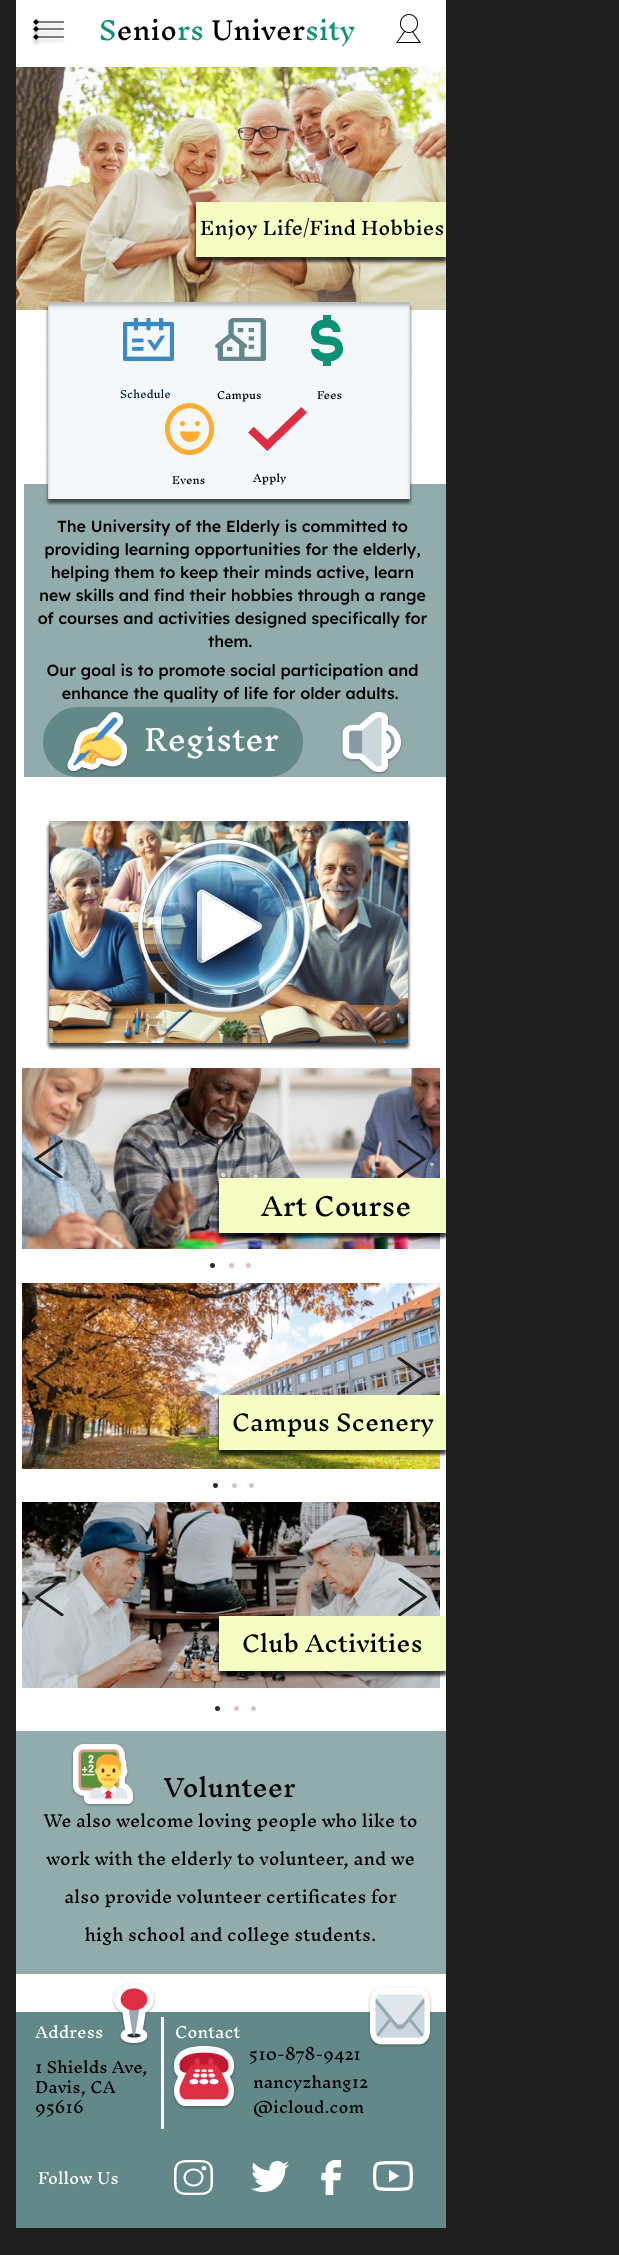 Seniors University
Enjoy Life/Find Hobbies
Schedule
Campus
Fees
Evens
Apply
The University of the Elderly is committed to
providing learning opportunities for the elderly,
helping them to keep their minds active, learn
new skills and find their hobbies through a range
of courses and activities designed specifically for
them.
Our goal is to promote social participation and
enhance the quality of life for older adults.
Register
Art Course
Campus Scenery
Club Activities
2
+2
Volunteer
We also welcome loving people who like to
work with the elderly to volunteer, and we
also provide volunteer certificates for
high school and college students.
Address
1 Shields Ave,
Davis, CA
95616
Contact
510-878-9421
nancyzhang12
@icloud.com
Follow Us